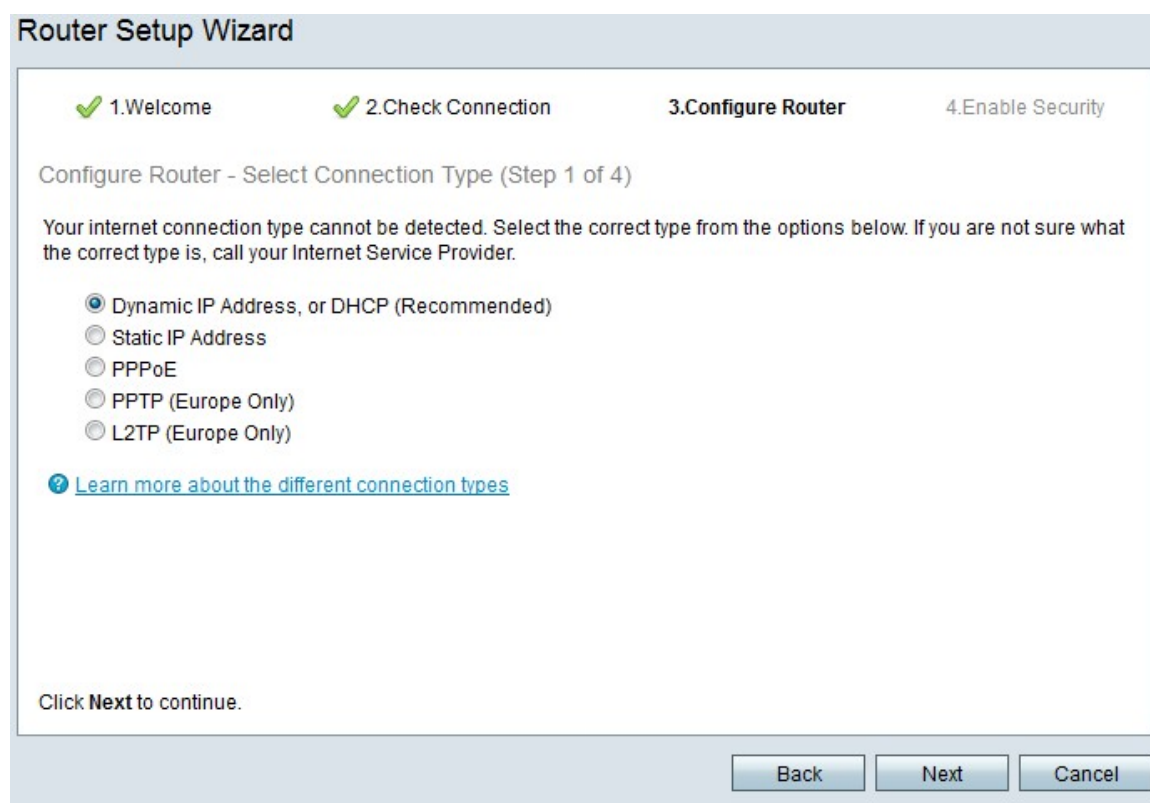 Router Setup Wizard
1.Welcome 2.Check Connection 3.Configure Router 4.Enable Security
Configure Router - Select Connection Type (Step 1 of 4)
Your internet connection type cannot be detected. Select the correct type from the options below. If you are not sure what
the correct type is, call your Internet Service Provider.
Dynamic IP Address, or DHCP (Recommended)
Static IP Address
PPPoE
PPTP (Europe Only)
L2TP (Europe Only)
? Learn more about the different connection types
Click Next to continue.
Back Next Cancel